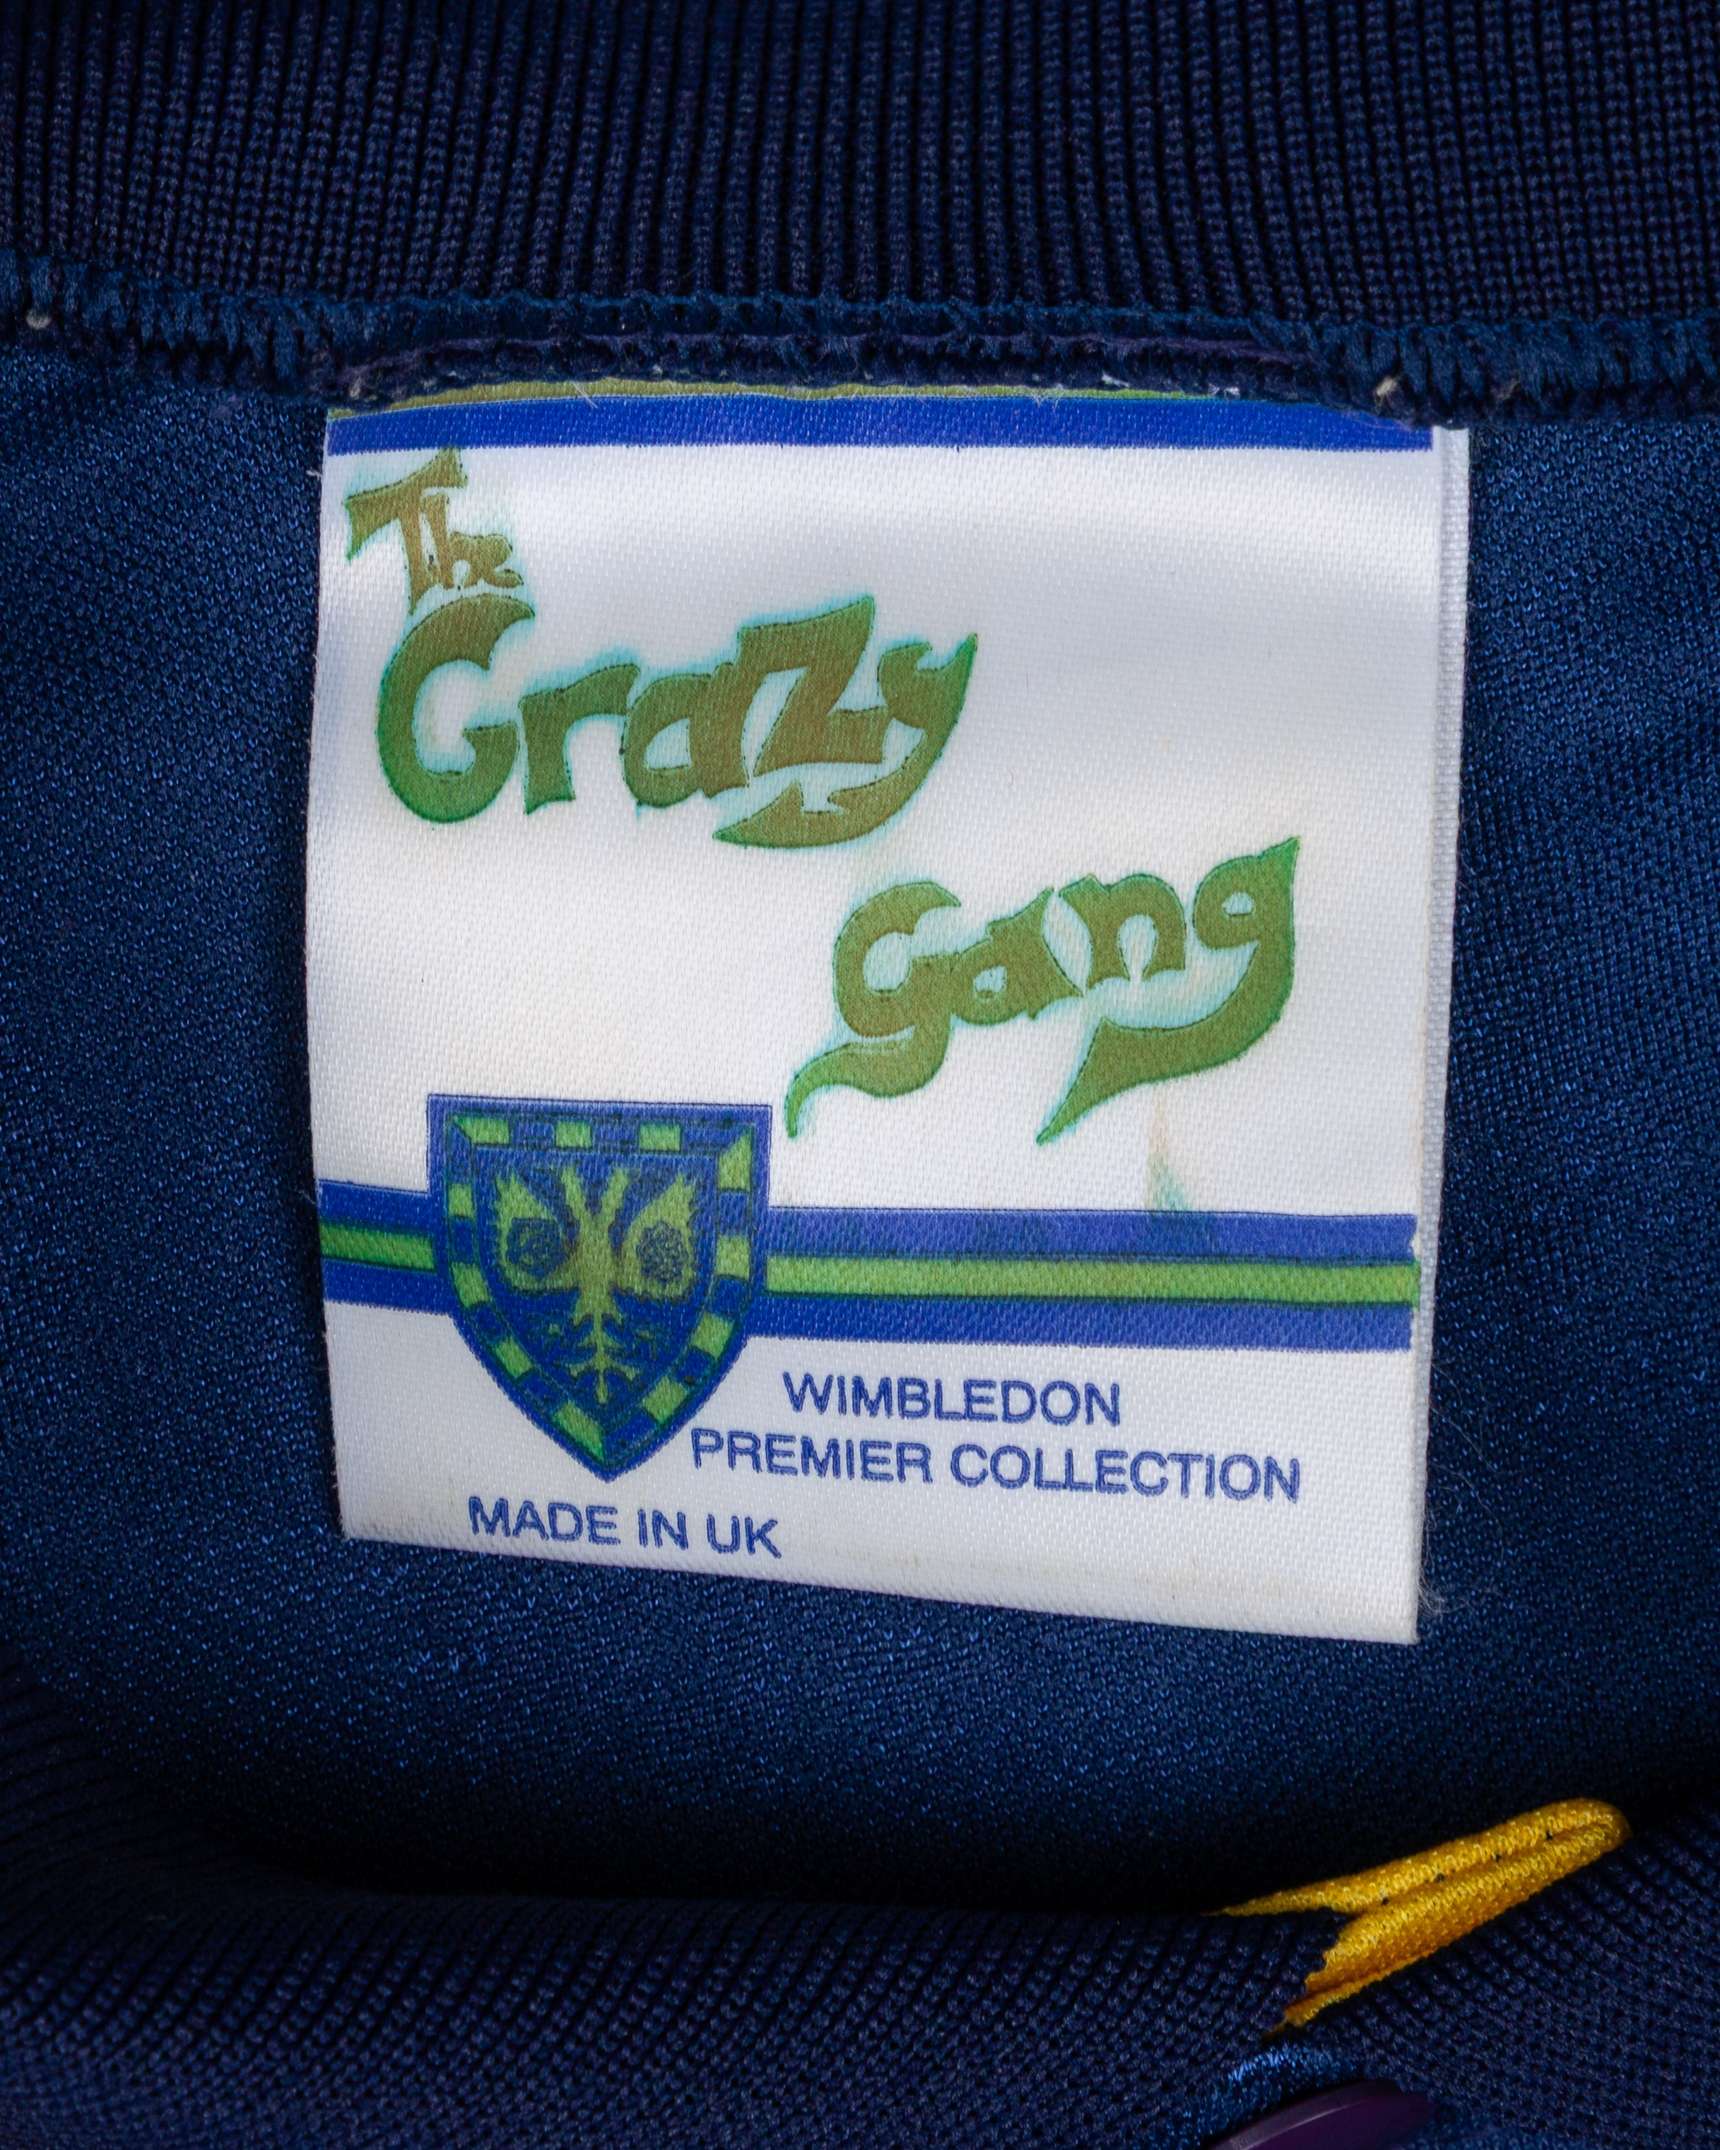 The
Crazy
gang
WIMBLEDON
PREMIER COLLECTION
MADE IN UK